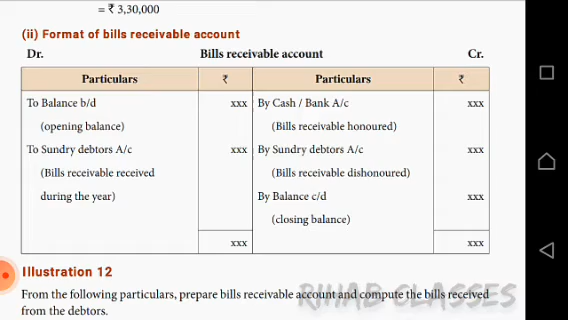 = ₹ 3,30,000
(ii) Format of bills receivable account
Dr. Bills receivable account Cr.
Particulars ₹ Particulars ₹
To Balance b/d xxx By Cash / Bank A/c xxx
(opening balance) (Bills receivable honoured)
To Sundry debtors A/c xxx By Sundry debtors A/c xxx
(Bills receivable received (Bills receivable dishonoured)
during the year) By Balance c/d xxx
(closing balance)
xxx xxx
Illustration 12
From the following particulars, prepare bills receivable account and compute the bills received
from the debtors.
RIHAB CLASSES